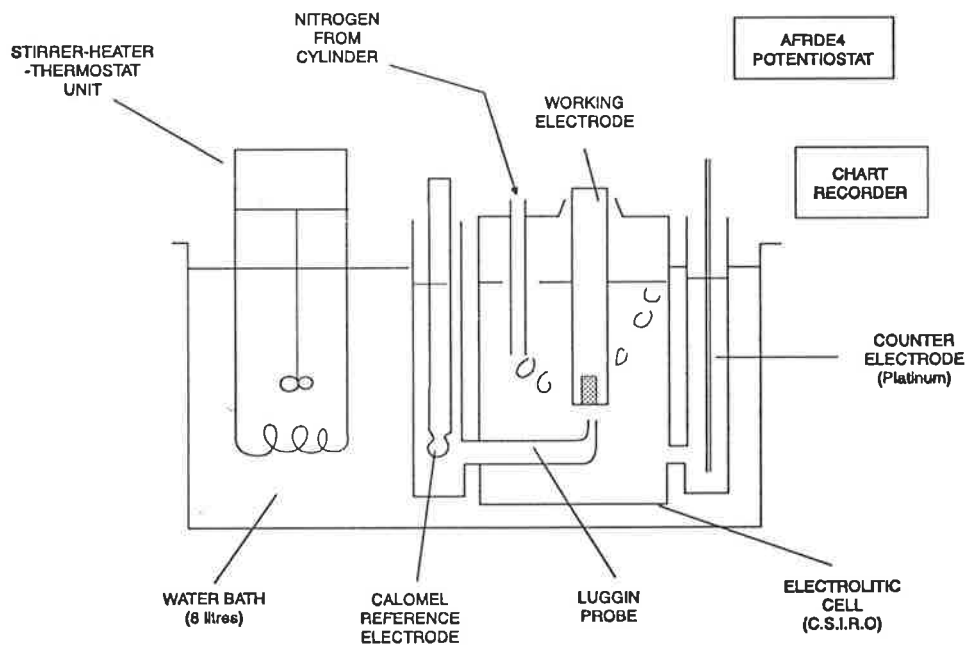 NITROGEN
FROM
CYLINDER
STIRRER-HEATER
-THERMOSTAT
UNIT
AFRDE4
POTENTIOSTAT
WORKING
ELECTRODE
CHART
RECORDER
COUNTER
ELECTRODE
(Platinum)
WATER BATH
(8 litres)
CALOMEL
REFERENCE
ELECTRODE
LUGGIN
PROBE
ELECTROLITIC
CELL
(C.S.I.R.O)